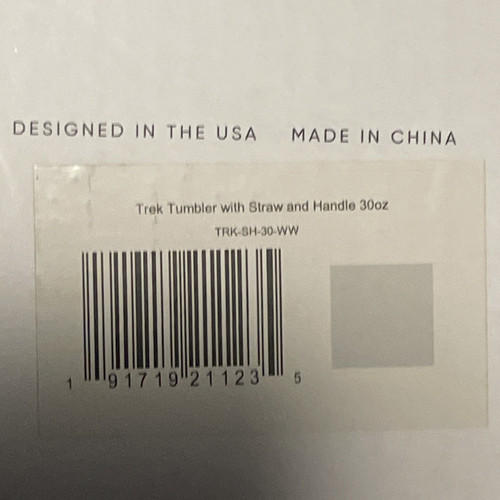 DESIGNED IN THE USA MADE IN CHINA
Trek Tumbler with Straw and Handle 30oz
TRK-SH-30-WW
1 91719 21123 5